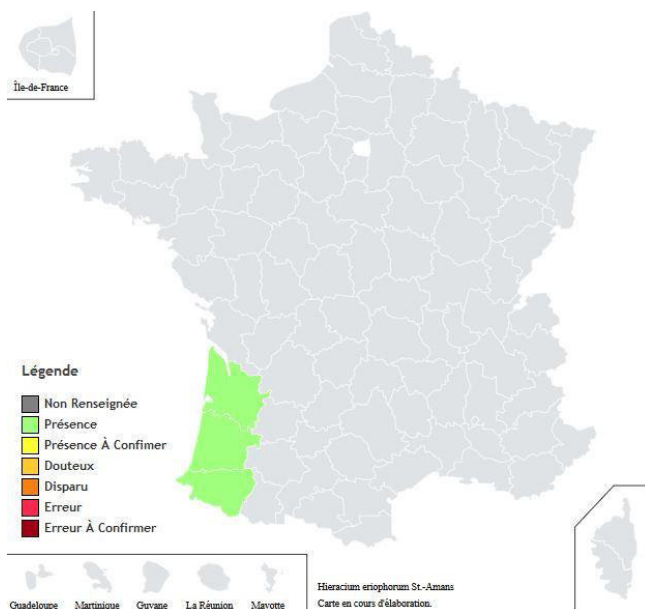 Île-de-France
Légende
Non Renseignée
Présence
Présence À Confimer
Douteux
Disparu
Erreur
Erreur À Confirmer
Guadeloupe Martinique Guyane La Réunion Mayotte
Hieracium eriophorum St.-Amans
Carte en cours d'élaboration.